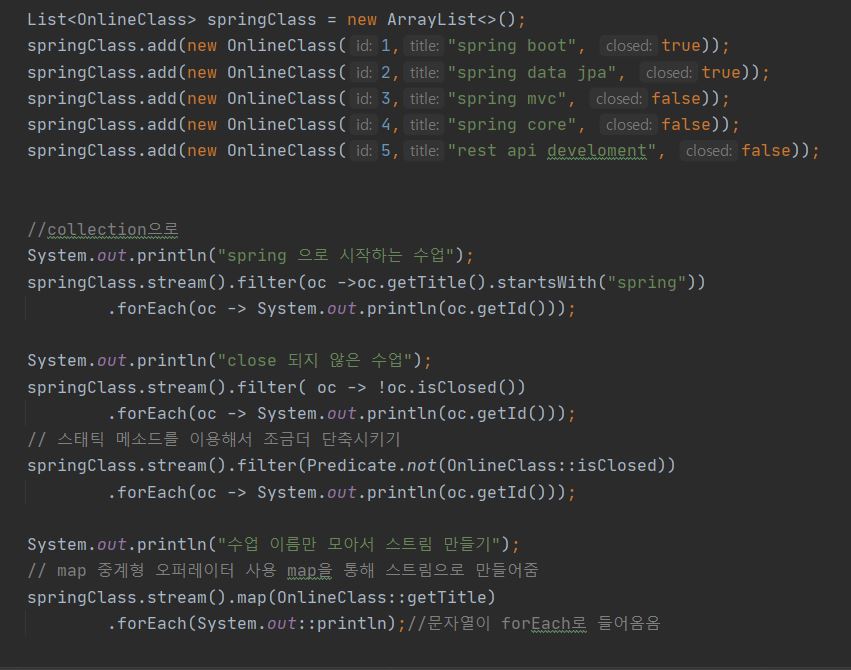 List<OnlineClass> springClass = new ArrayList<>();
springClass.add(new OnlineClass( id: 1, title: "spring boot", closed: true));
springClass.add(new OnlineClass( id: 2, title: "spring data jpa", closed: true));
springClass.add(new OnlineClass( id: 3, title: "spring mvc", closed: false));
springClass.add(new OnlineClass( id: 4, title: "spring core", closed: false));
springClass.add(new OnlineClass( id: 5, title: "rest api develoment", closed: false));
//collection으로
System.out.println("spring 으로 시작하는 수업");
springClass.stream().filter(oc ->oc.getTitle().startsWith("spring"))
.forEach(oc -> System.out.println(oc.getId()));
System.out.println("close 되지 않은 수업");
springClass.stream().filter( oc -> !oc.isClosed())
.forEach(oc -> System.out.println(oc.getId()));
// 스태틱 메소드를 이용해서 조금더 단축시키기
springClass.stream().filter(Predicate.not(OnlineClass::isClosed))
.forEach(oc -> System.out.println(oc.getId()));
System.out.println("수업 이름만 모아서 스트림 만들기");
// map 중계형 오퍼레이터 사용 map을 통해 스트림으로 만들어줌
springClass.stream().map(OnlineClass::getTitle)
.forEach(System.out::println);//문자열이 forEach로 들어옴옴